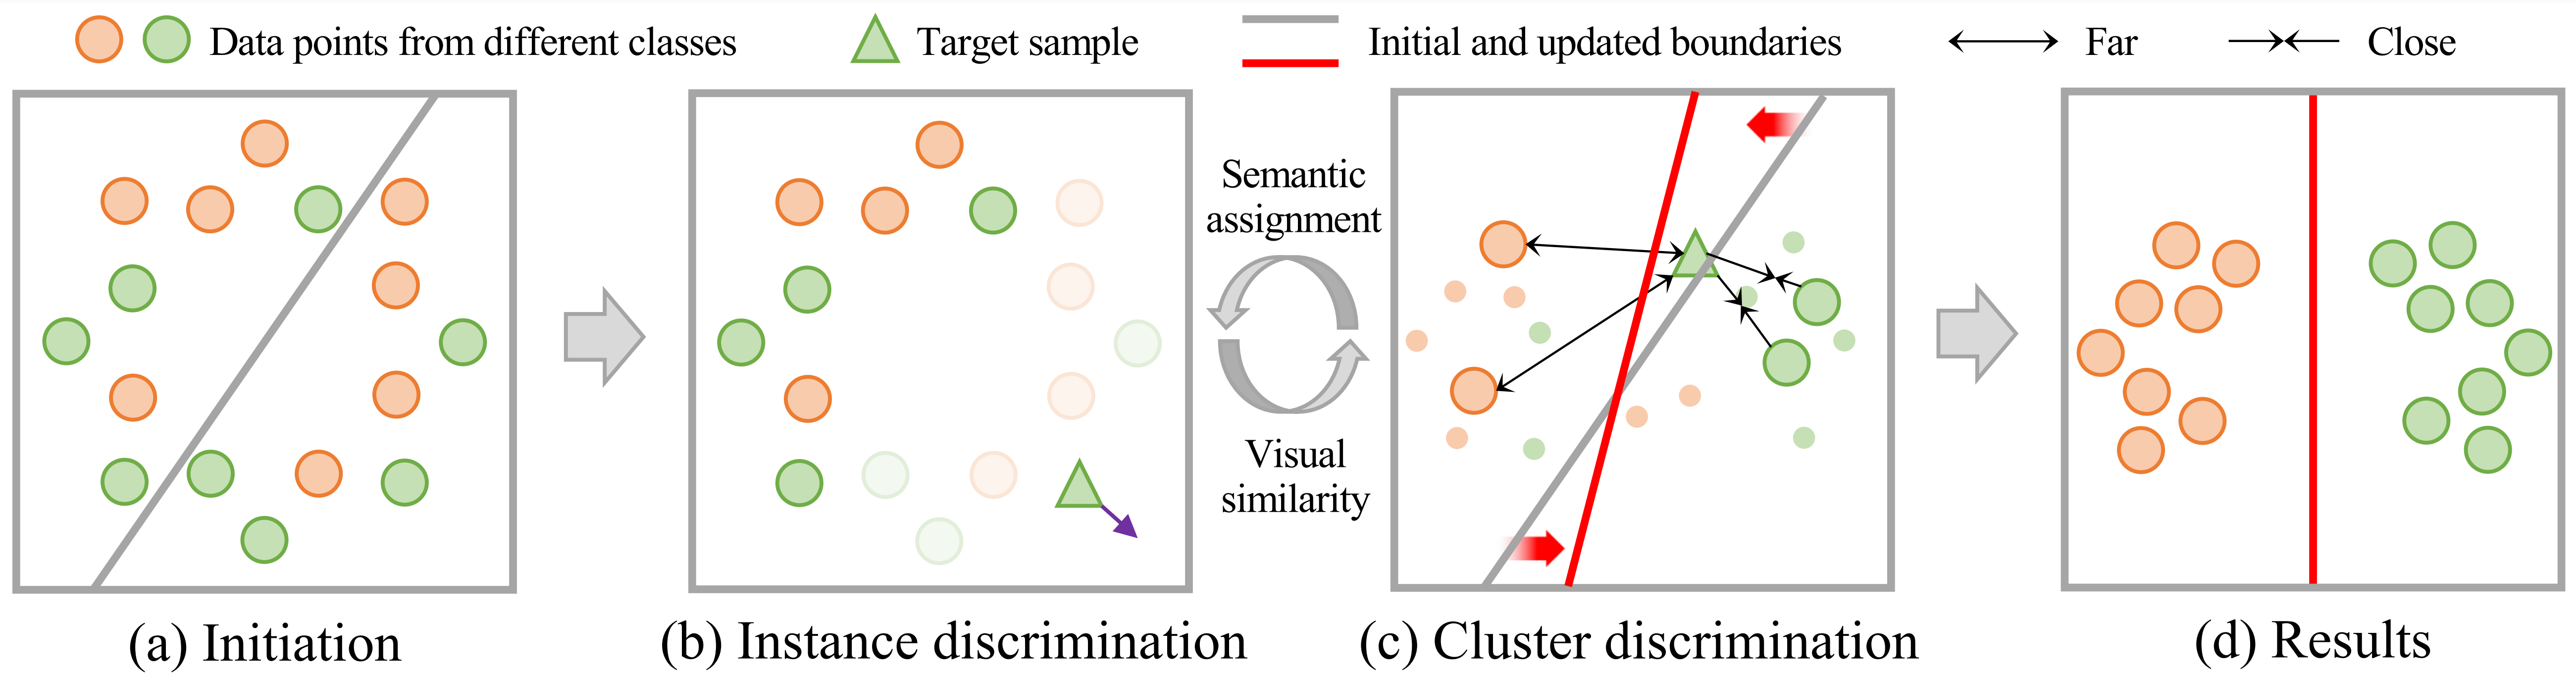 Data points from different classes
Target sample
Initial and updated boundaries
Far
Close
Semantic
assignment
Visual
similarity
(a) Initiation
(b) Instance discrimination
(c) Cluster discrimination
(d) Results